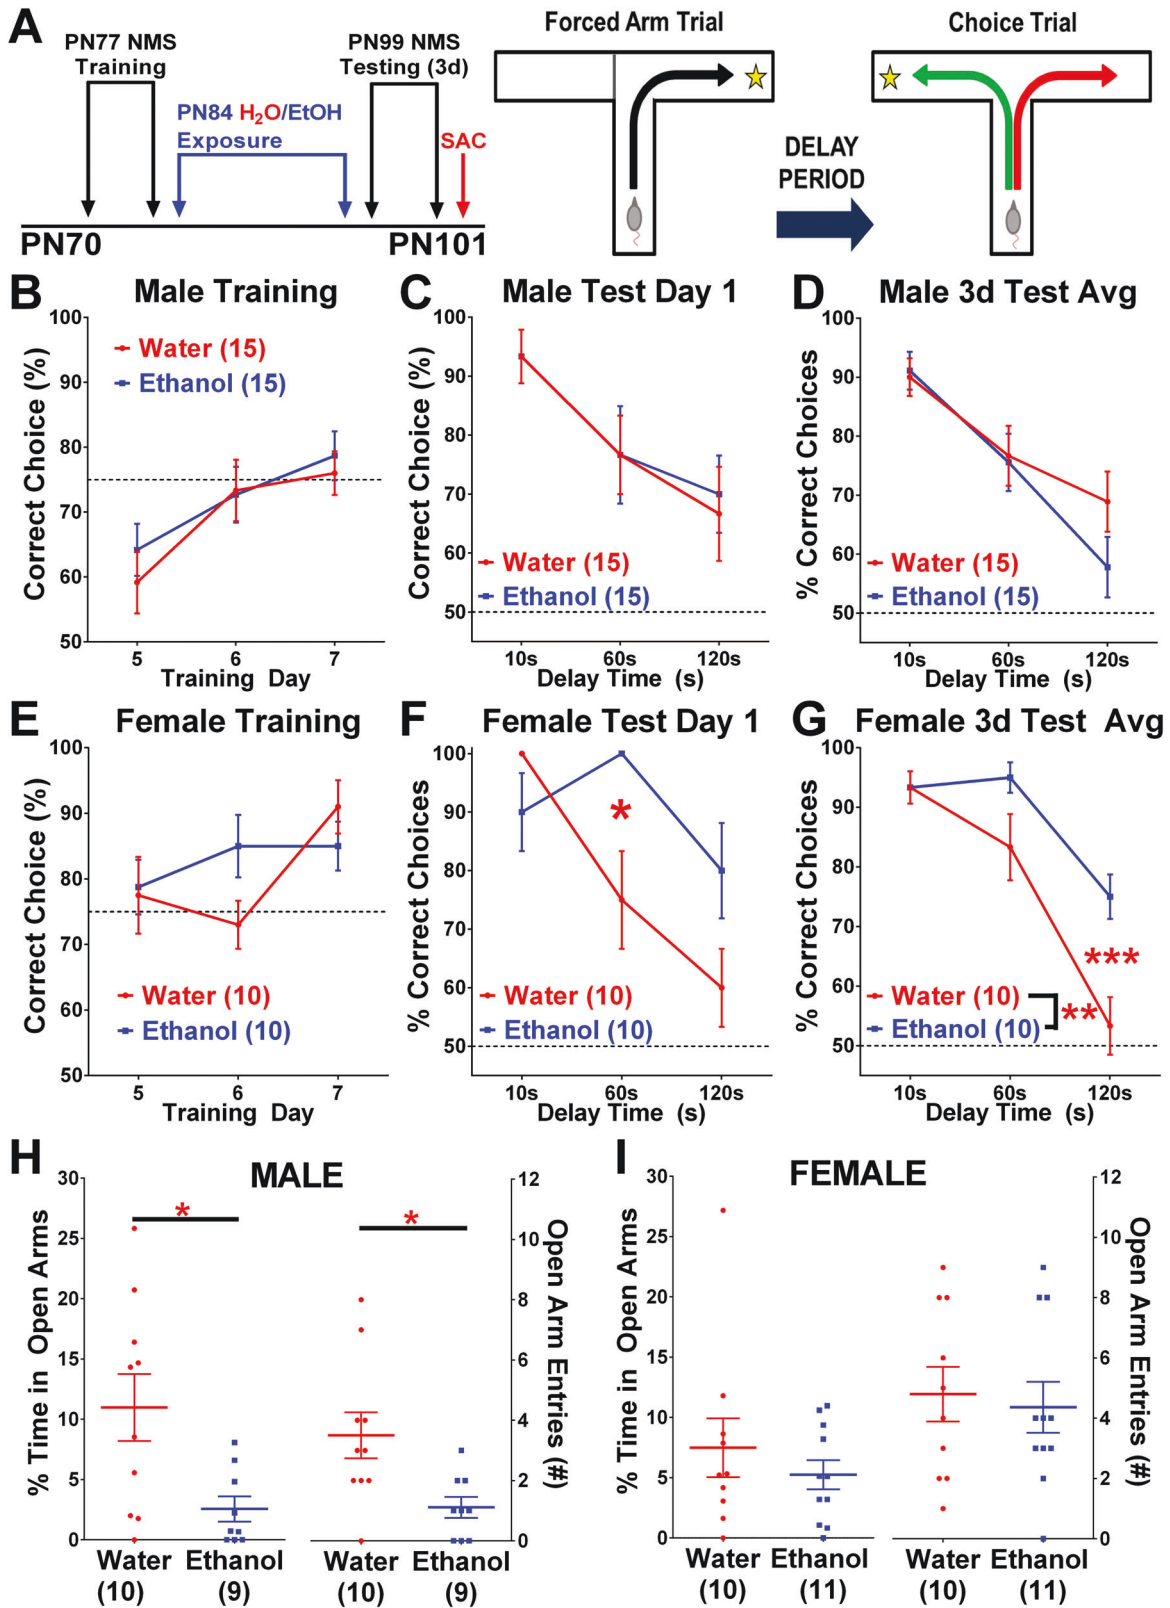 A
PN77 NMS
Training
PN84 H2O/EtOH
Exposure
PN99 NMS
Testing (3d)
SAC
PN70
PN101
Forced Arm Trial
DELAY
PERIOD
Choice Trial
B
Male Training
Correct Choice (%)
100
90
80
70
60
50
Water (15)
Ethanol (15)
5
6
7
Training Day
C
Male Test Day 1
Correct Choice (%)
100
90
80
70
60
50
Water (15)
Ethanol (15)
10s
60s
120s
Delay Time (s)
D
Male 3d Test Avg
% Correct Choices
100
90
80
70
60
50
Water (15)
Ethanol (15)
10s
60s
120s
Delay Time (s)
E
Female Training
Correct Choice (%)
100
90
80
70
60
50
Water (10)
Ethanol (10)
5
6
7
Training Day
F
Female Test Day 1
% Correct Choices
100
90
80
70
60
50
*
Water (10)
Ethanol (10)
10s
60s
120s
Delay Time (s)
G
Female 3d Test Avg
% Correct Choices
100
90
80
70
60
50
***
Water (10)
Ethanol (10)
**
10s
60s
120s
Delay Time (s)
H
MALE
% Time in Open Arms
30
25
20
15
10
5
0
*
*
12
10
8
6
4
2
0
Open Arm Entries (#)
Water
(10)
Ethanol
(9)
Water
(10)
Ethanol
(9)
I
FEMALE
% Time in Open Arms
30
25
20
15
10
5
0
12
10
8
6
4
2
0
Open Arm Entries (#)
Water
(10)
Ethanol
(11)
Water
(10)
Ethanol
(11)